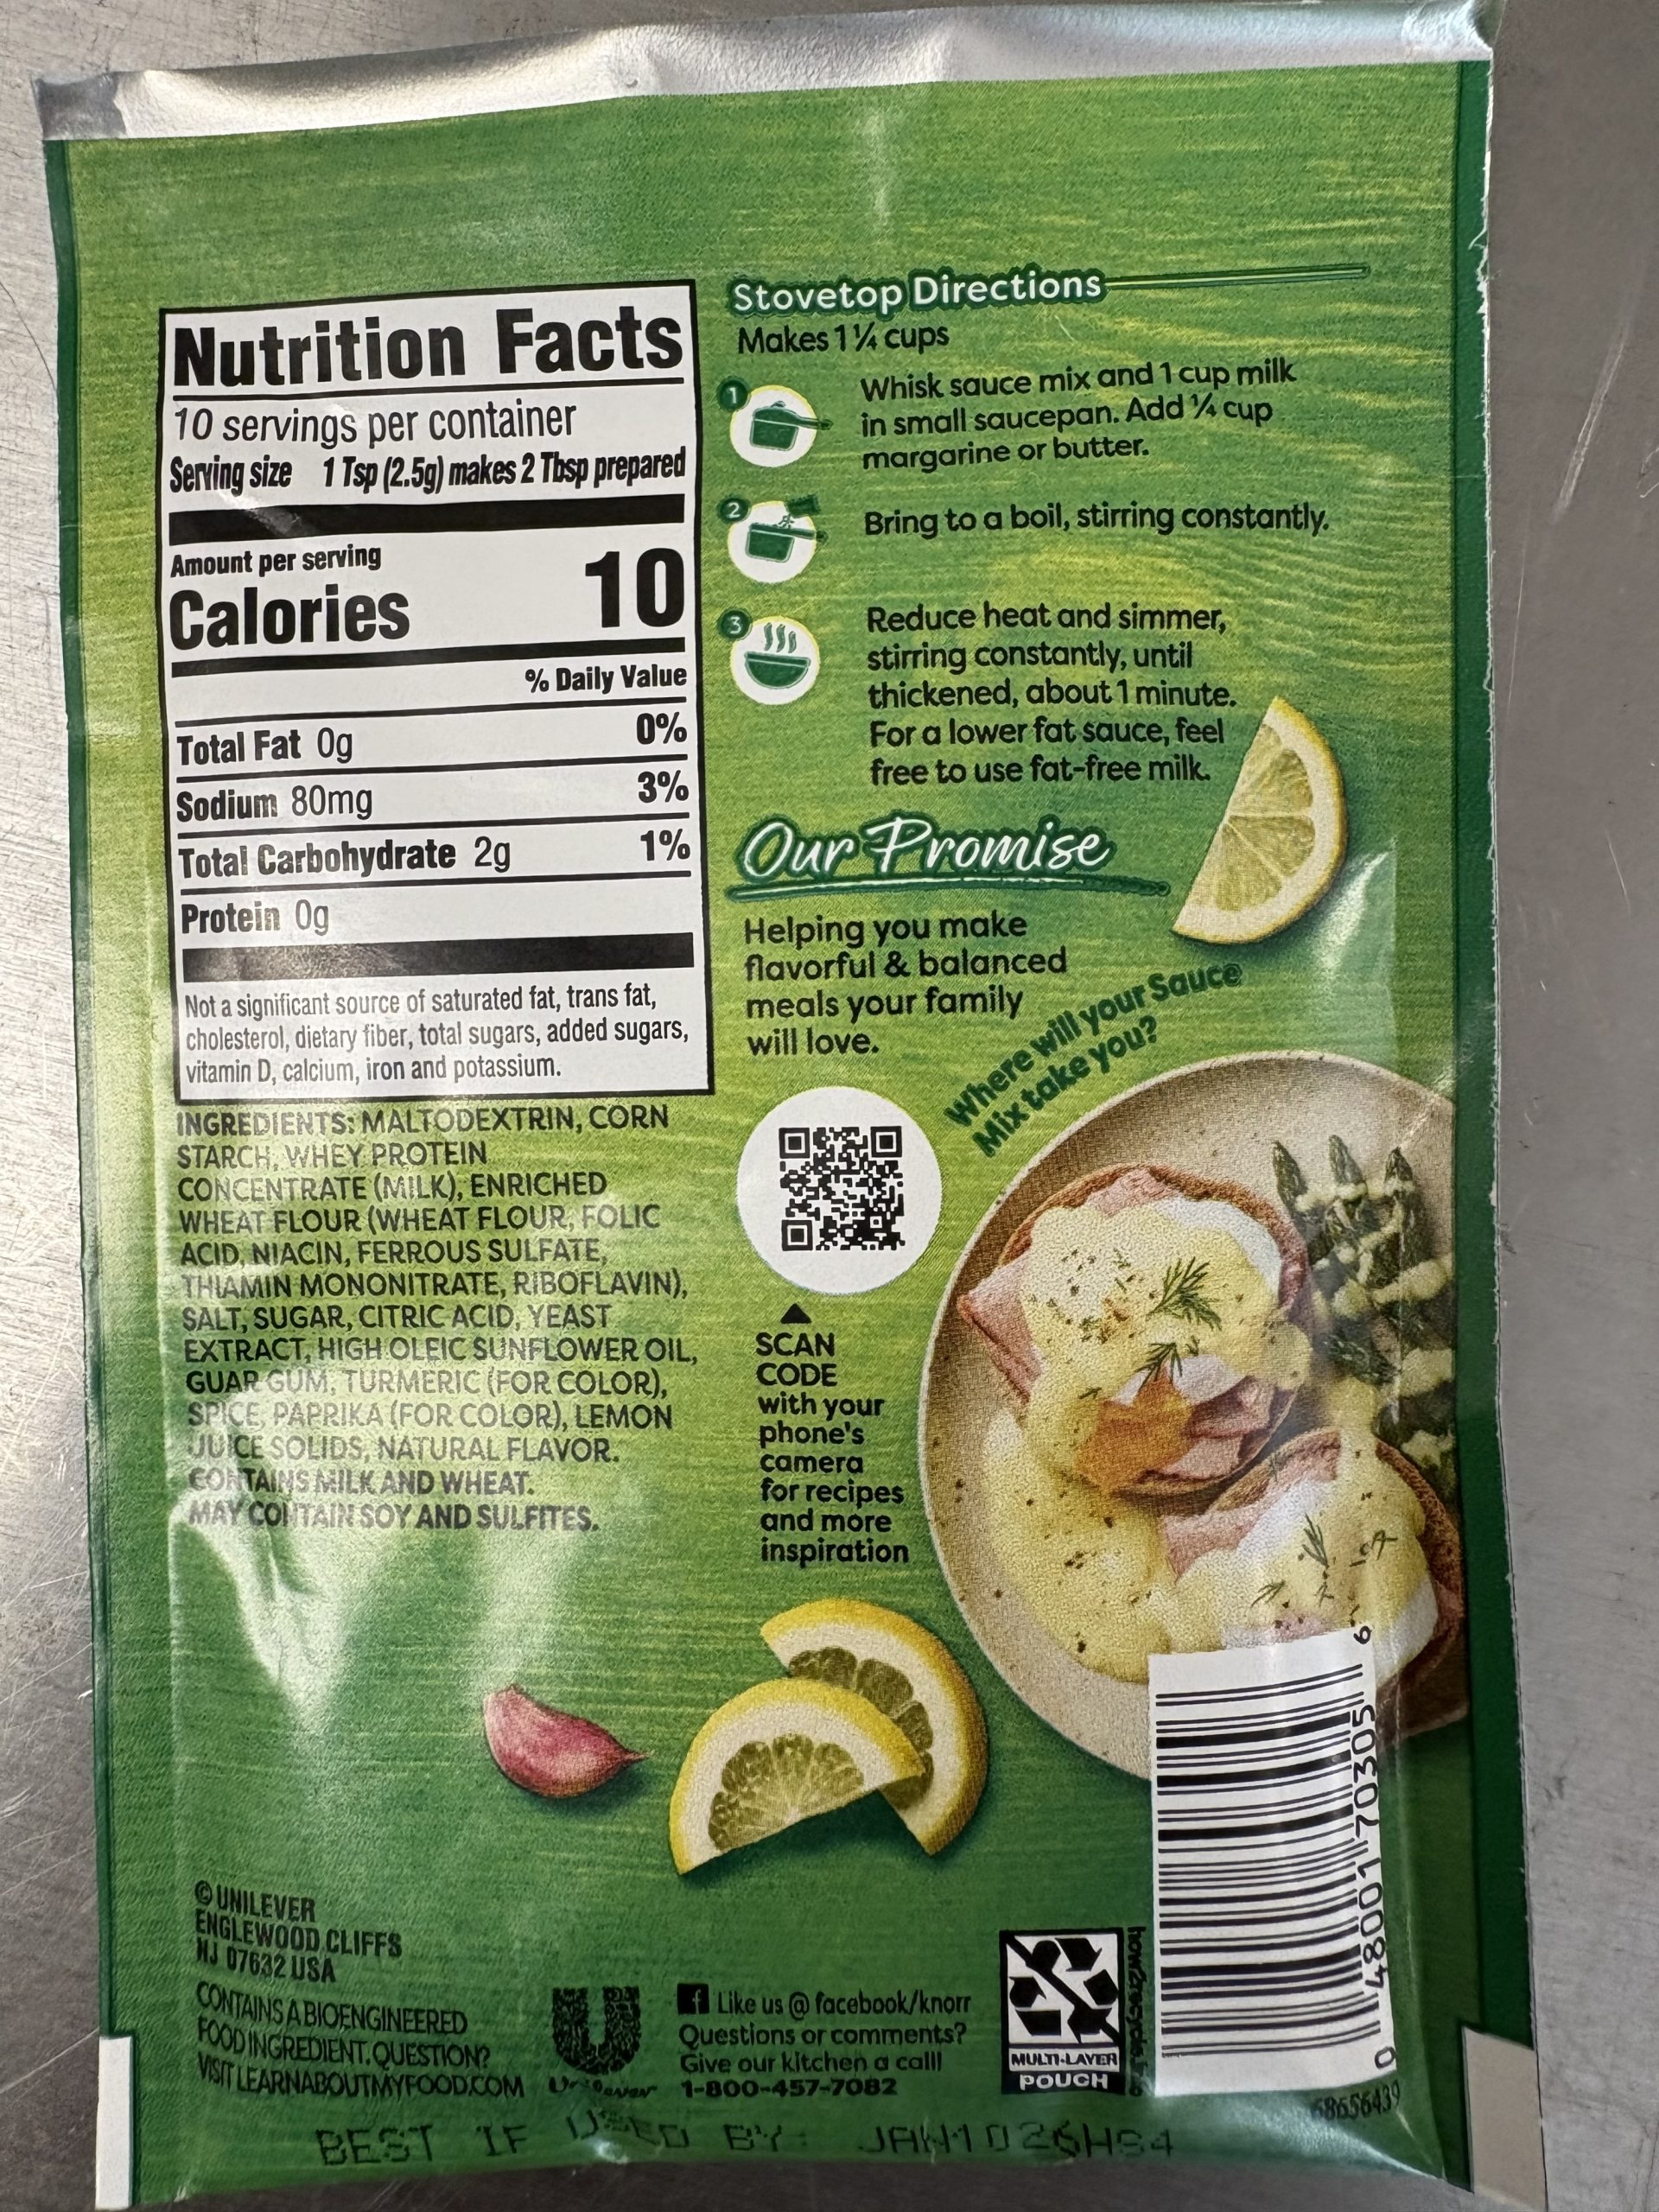 Nutrition Facts
10 servings per container
Serving size 1 Tsp (2.5g) makes 2 Tbsp prepared
Amount per serving
Calories 10
% Daily Value
Total Fat 0g 0%
Sodium 80mg 3%
Total Carbohydrate 2g 1%
Protein 0g
Not a significant source of saturated fat, trans fat,
cholesterol, dietary fiber, total sugars, added sugars,
vitamin D, calcium, iron and potassium.
INGREDIENTS: MALTODEXTRIN, CORN
STARCH, WHEY PROTEIN
CONCENTRATE (MILK), ENRICHED
WHEAT FLOUR (WHEAT FLOUR, FOLIC
ACID, NIACIN, FERROUS SULFATE,
THIAMIN MONONITRATE, RIBOFLAVIN),
SALT, SUGAR, CITRIC ACID, YEAST
EXTRACT, HIGH OLEIC SUNFLOWER OIL,
GUAR GUM, TURMERIC (FOR COLOR),
SPICE, PAPRIKA (FOR COLOR), LEMON
JUICE SOLIDS, NATURAL FLAVOR.
CONTAINS MILK AND WHEAT.
MAY CONTAIN SOY AND SULFITES.
Stovetop Directions
Makes 1 ¼ cups
1
Whisk sauce mix and 1 cup milk
in small saucepan. Add ¼ cup
margarine or butter.
2
Bring to a boil, stirring constantly.
3
Reduce heat and simmer,
stirring constantly, until
thickened, about 1 minute.
For a lower fat sauce, feel
free to use fat-free milk.
Our Promise
Helping you make
flavorful & balanced
meals your family
will love.
Where will your Sauce
Mix take you?
SCAN
CODE
with your
phone's
camera
for recipes
and more
inspiration
© UNILEVER
ENGLEWOOD CLIFFS
NJ 07632 USA
CONTAINS A BIOENGINEERED
FOOD INGREDIENT. QUESTION?
VISIT LEARNABOUTMYFOOD.COM
Unilever
f Like us @ facebook/knorr
Questions or comments?
Give our kitchen a call!
1-800-457-7082
MULTI-LAYER
POUCH
0 48001 70305 6
68656439
BEST IF USED BY: JAN1026HS4